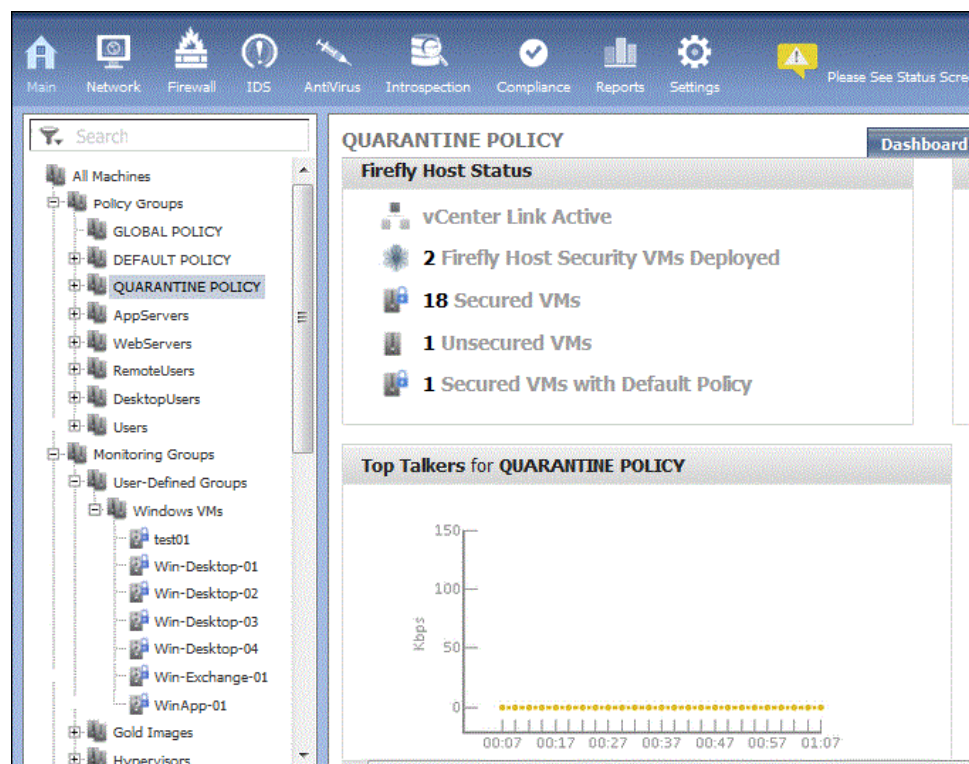 Main Network Firewall IDS AntiVirus Introspection Compliance Reports Settings
Please See Status
Search
All Machines
Policy Groups
GLOBAL POLICY
DEFAULT POLICY
QUARANTINE POLICY
AppServers
WebServers
RemoteUsers
DesktopUsers
Users
Monitoring Groups
User-Defined Groups
Windows VMs
test01
Win-Desktop-01
Win-Desktop-02
Win-Desktop-03
Win-Desktop-04
Win-Exchange-01
WinApp-01
Gold Images
Hypervisors
QUARANTINE POLICY
Dashboard
Firefly Host Status
vCenter Link Active
2 Firefly Host Security VMs Deployed
18 Secured VMs
1 Unsecured VMs
1 Secured VMs with Default Policy
Top Talkers for QUARANTINE POLICY
150
100
Kbps
50
0
00:07 00:17 00:27 00:37 00:47 00:57 01:07